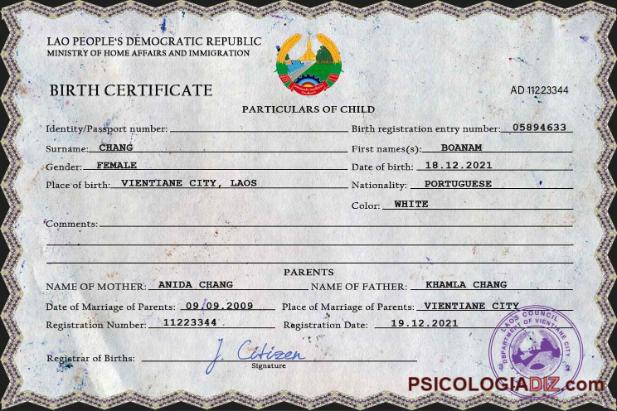 LAO PEOPLE'S DEMOCRATIC REPUBLIC
MINISTRY OF HOME AFFAIRS AND IMMIGRATION
BIRTH CERTIFICATE
AD 11223344
PARTICULARS OF CHILD
Identity/Passport number: Birth registration entry number: 05894633
Surname: CHANG First names(s): BOANAM
Gender: FEMALE Date of birth: 18.12.2021
Place of birth: VIENTIANE CITY, LAOS Nationality: PORTUGUESE
Color: WHITE
Comments:
PARENTS
NAME OF MOTHER: ANIDA CHANG NAME OF FATHER: KHAMLA CHANG
Date of Marriage of Parents: 09/09.2009 Place of Marriage of Parents: VIENTIANE CITY
Registration Number: 11223344 Registration Date: 19.12.2021
Registrar of Births: J. Citizen
Signature
LAOS COUNCIL
DEPARTMENT OF VIENTIANE CITY
PSICOLOGIADIZ.com